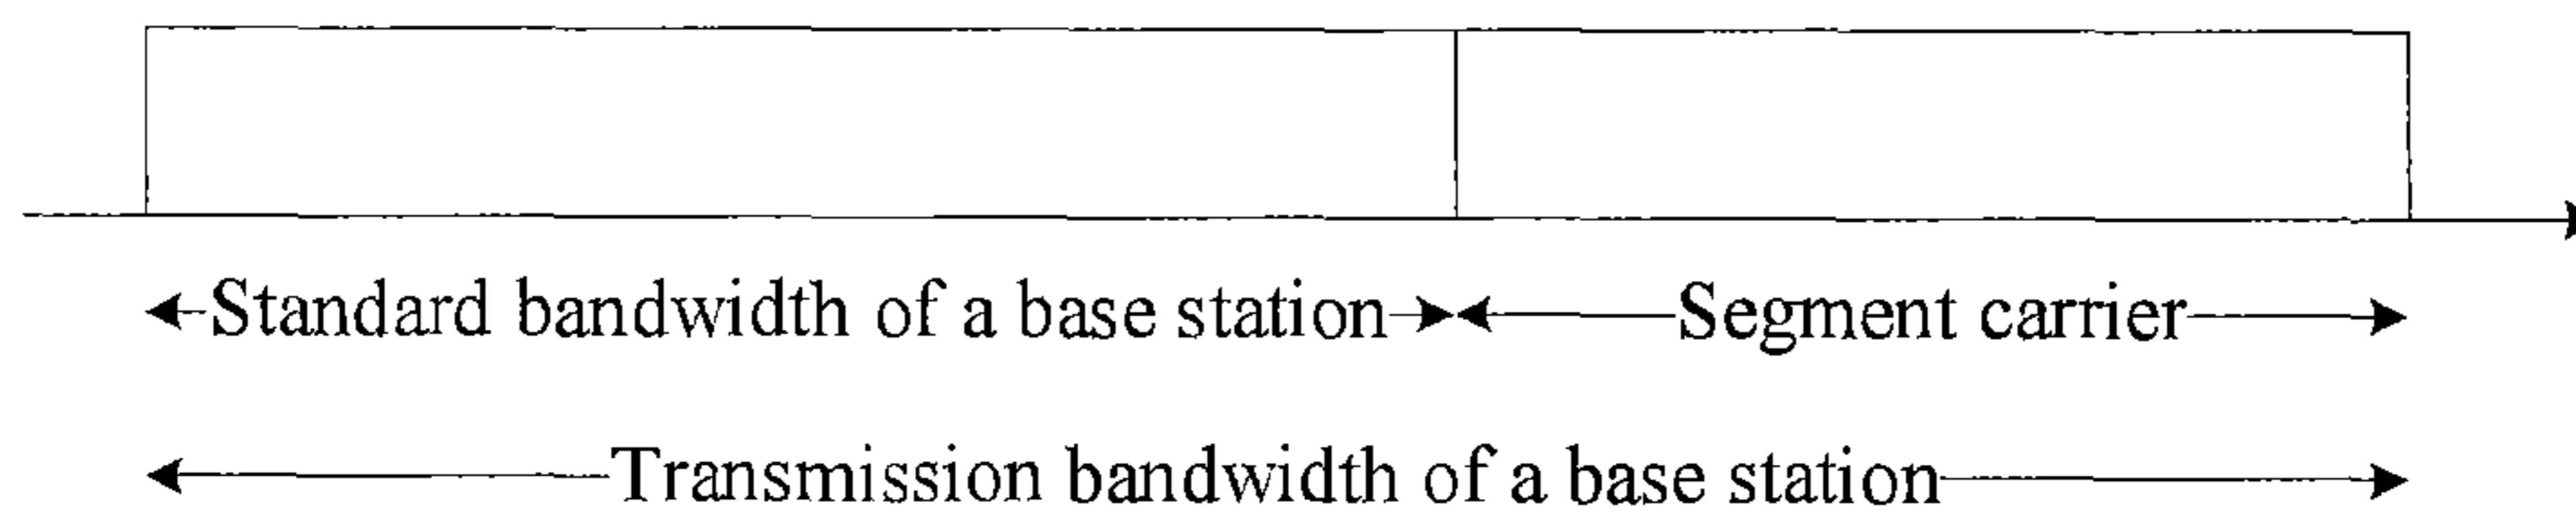 Standard bandwidth of a base station
Segment carrier
Transmission bandwidth of a base station